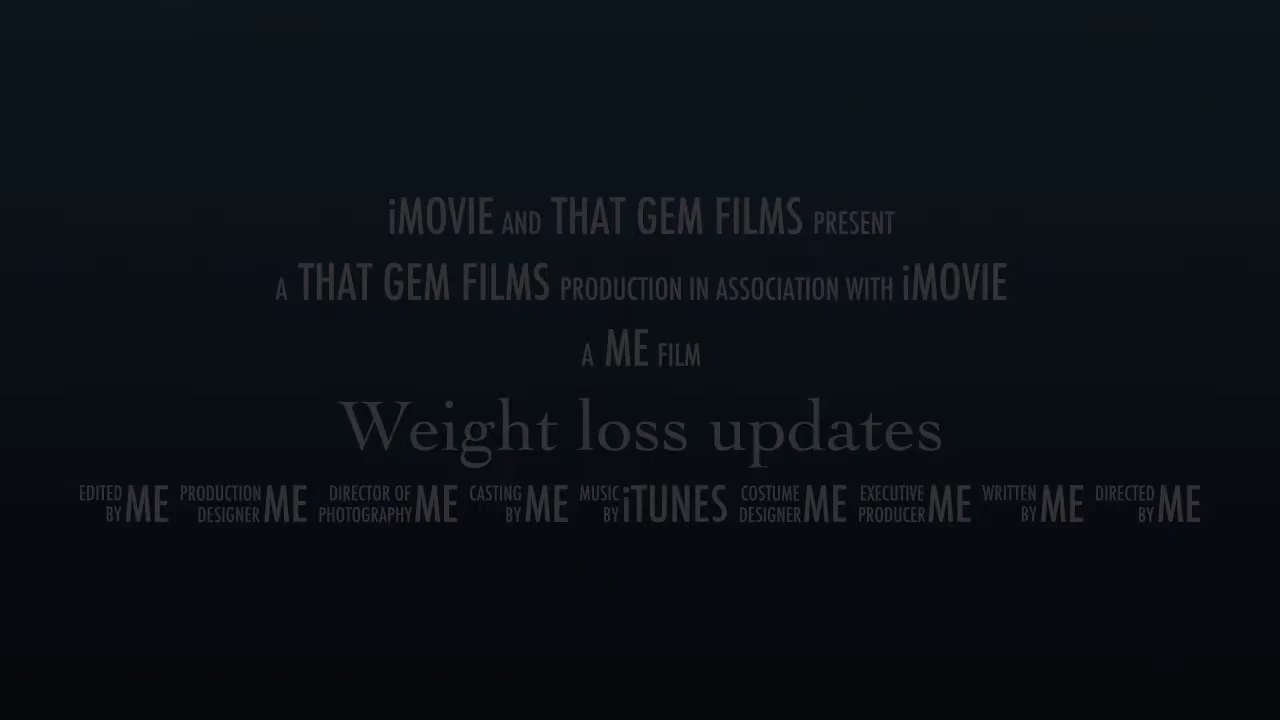 iMOVIE AND THAT GEM FILMS PRESENT
A THAT GEM FILMS PRODUCTION IN ASSOCIATION WITH iMOVIE
A ME FILM
Weight loss updates
EDITED BY ME PRODUCTION DESIGNER ME DIRECTOR OF PHOTOGRAPHY ME CASTING BY ME MUSIC BY iTUNES COSTUME DESIGNER ME EXECUTIVE PRODUCER ME WRITTEN BY ME DIRECTED BY ME